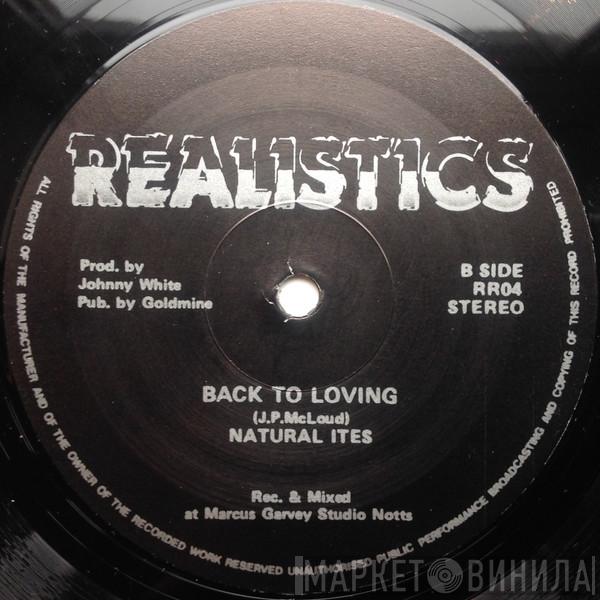 REALISTICS
Prod. by
Johnny White
Pub. by Goldmine
B SIDE
RR04
STEREO
BACK TO LOVING
(J.P.McLoud)
NATURAL ITES
Rec. & Mixed
at Marcus Garvey Studio Notts
ALL RIGHTS OF THE MANUFACTURER AND OF THE OWNER OF THE RECORDED WORK RESERVED UNAUTHORISED PUBLIC PERFORMANCE BROADCASTING AND COPYING OF THIS RECORD PROHIBITED
МАРКЕТ ВИНИЛА